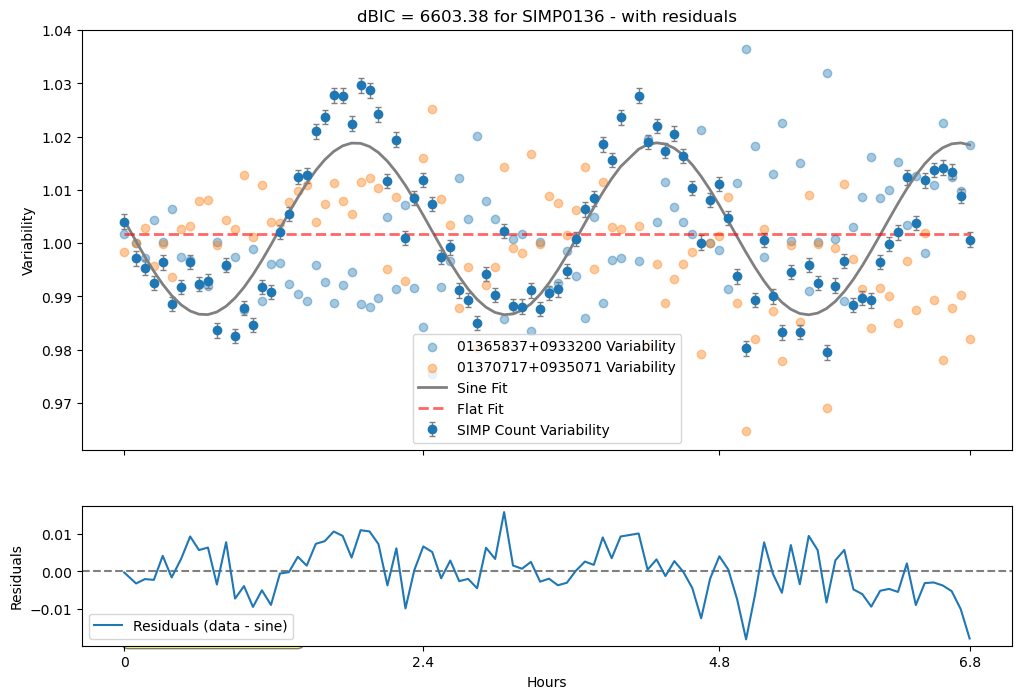 dBIC = 6603.38 for SIMP0136 - with residuals
Variability
1.04
1.03
1.02
1.01
1.00
0.99
0.98
0.97
01365837+0933200 Variability
01370717+0935071 Variability
Sine Fit
Flat Fit
SIMP Count Variability
Residuals
0.01
0.00
−0.01
Residuals (data - sine)
0
2.4
4.8
6.8
Hours